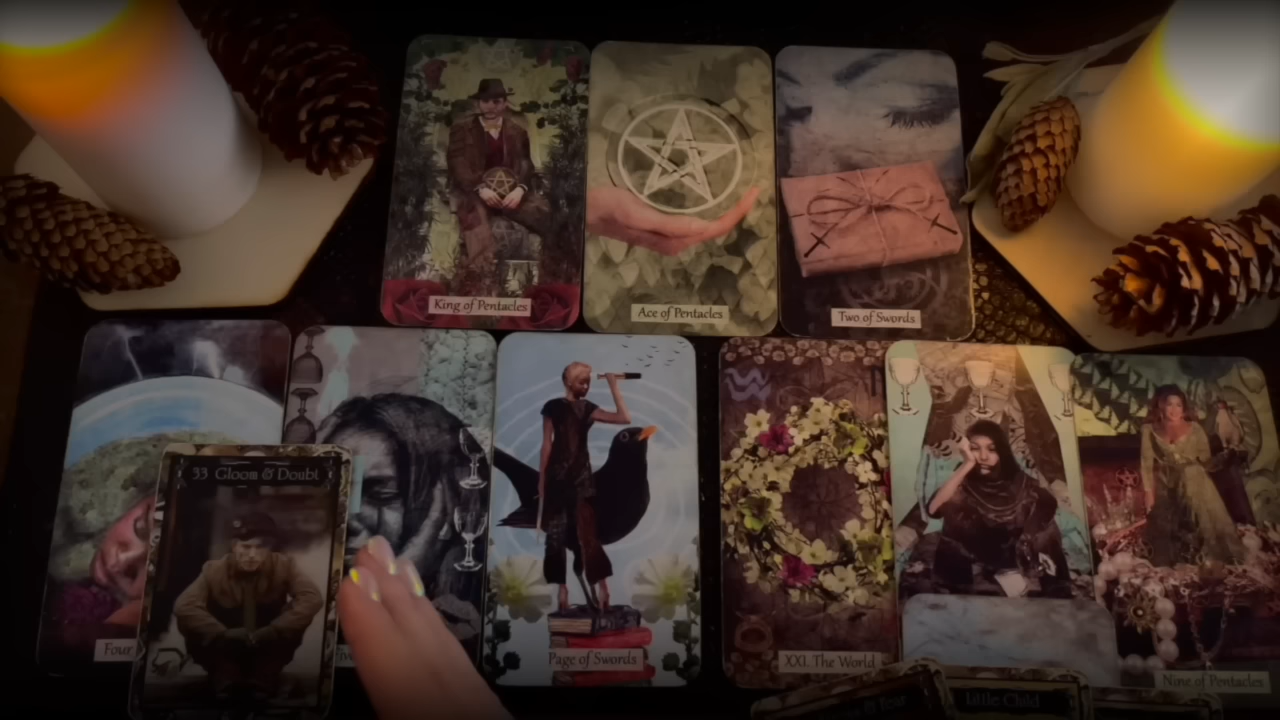 King of Pentacles
Ace of Pentacles
Two of Swords
33 Gloom & Doubt
Four
Page of Swords
XXI. The World
Nine of Pentacles
Little Child